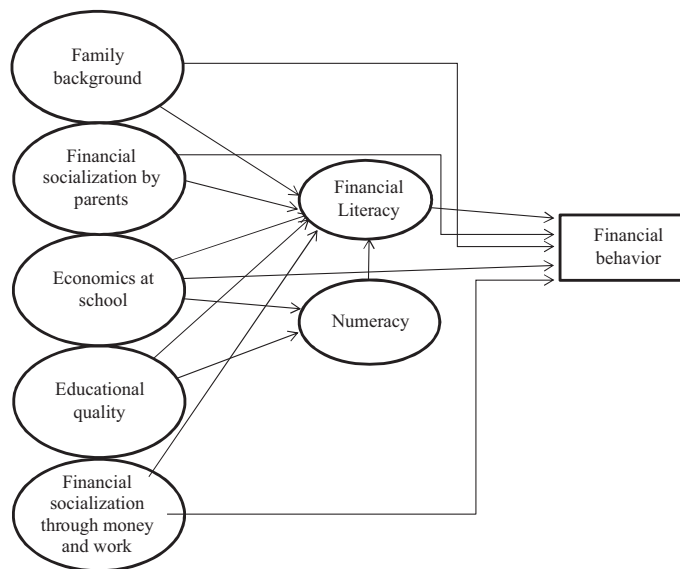 Family
background
Financial
socialization by
parents
Economics at
school
Educational
quality
Financial
socialization
through money
and work
Financial
Literacy
Numeracy
Financial
behavior